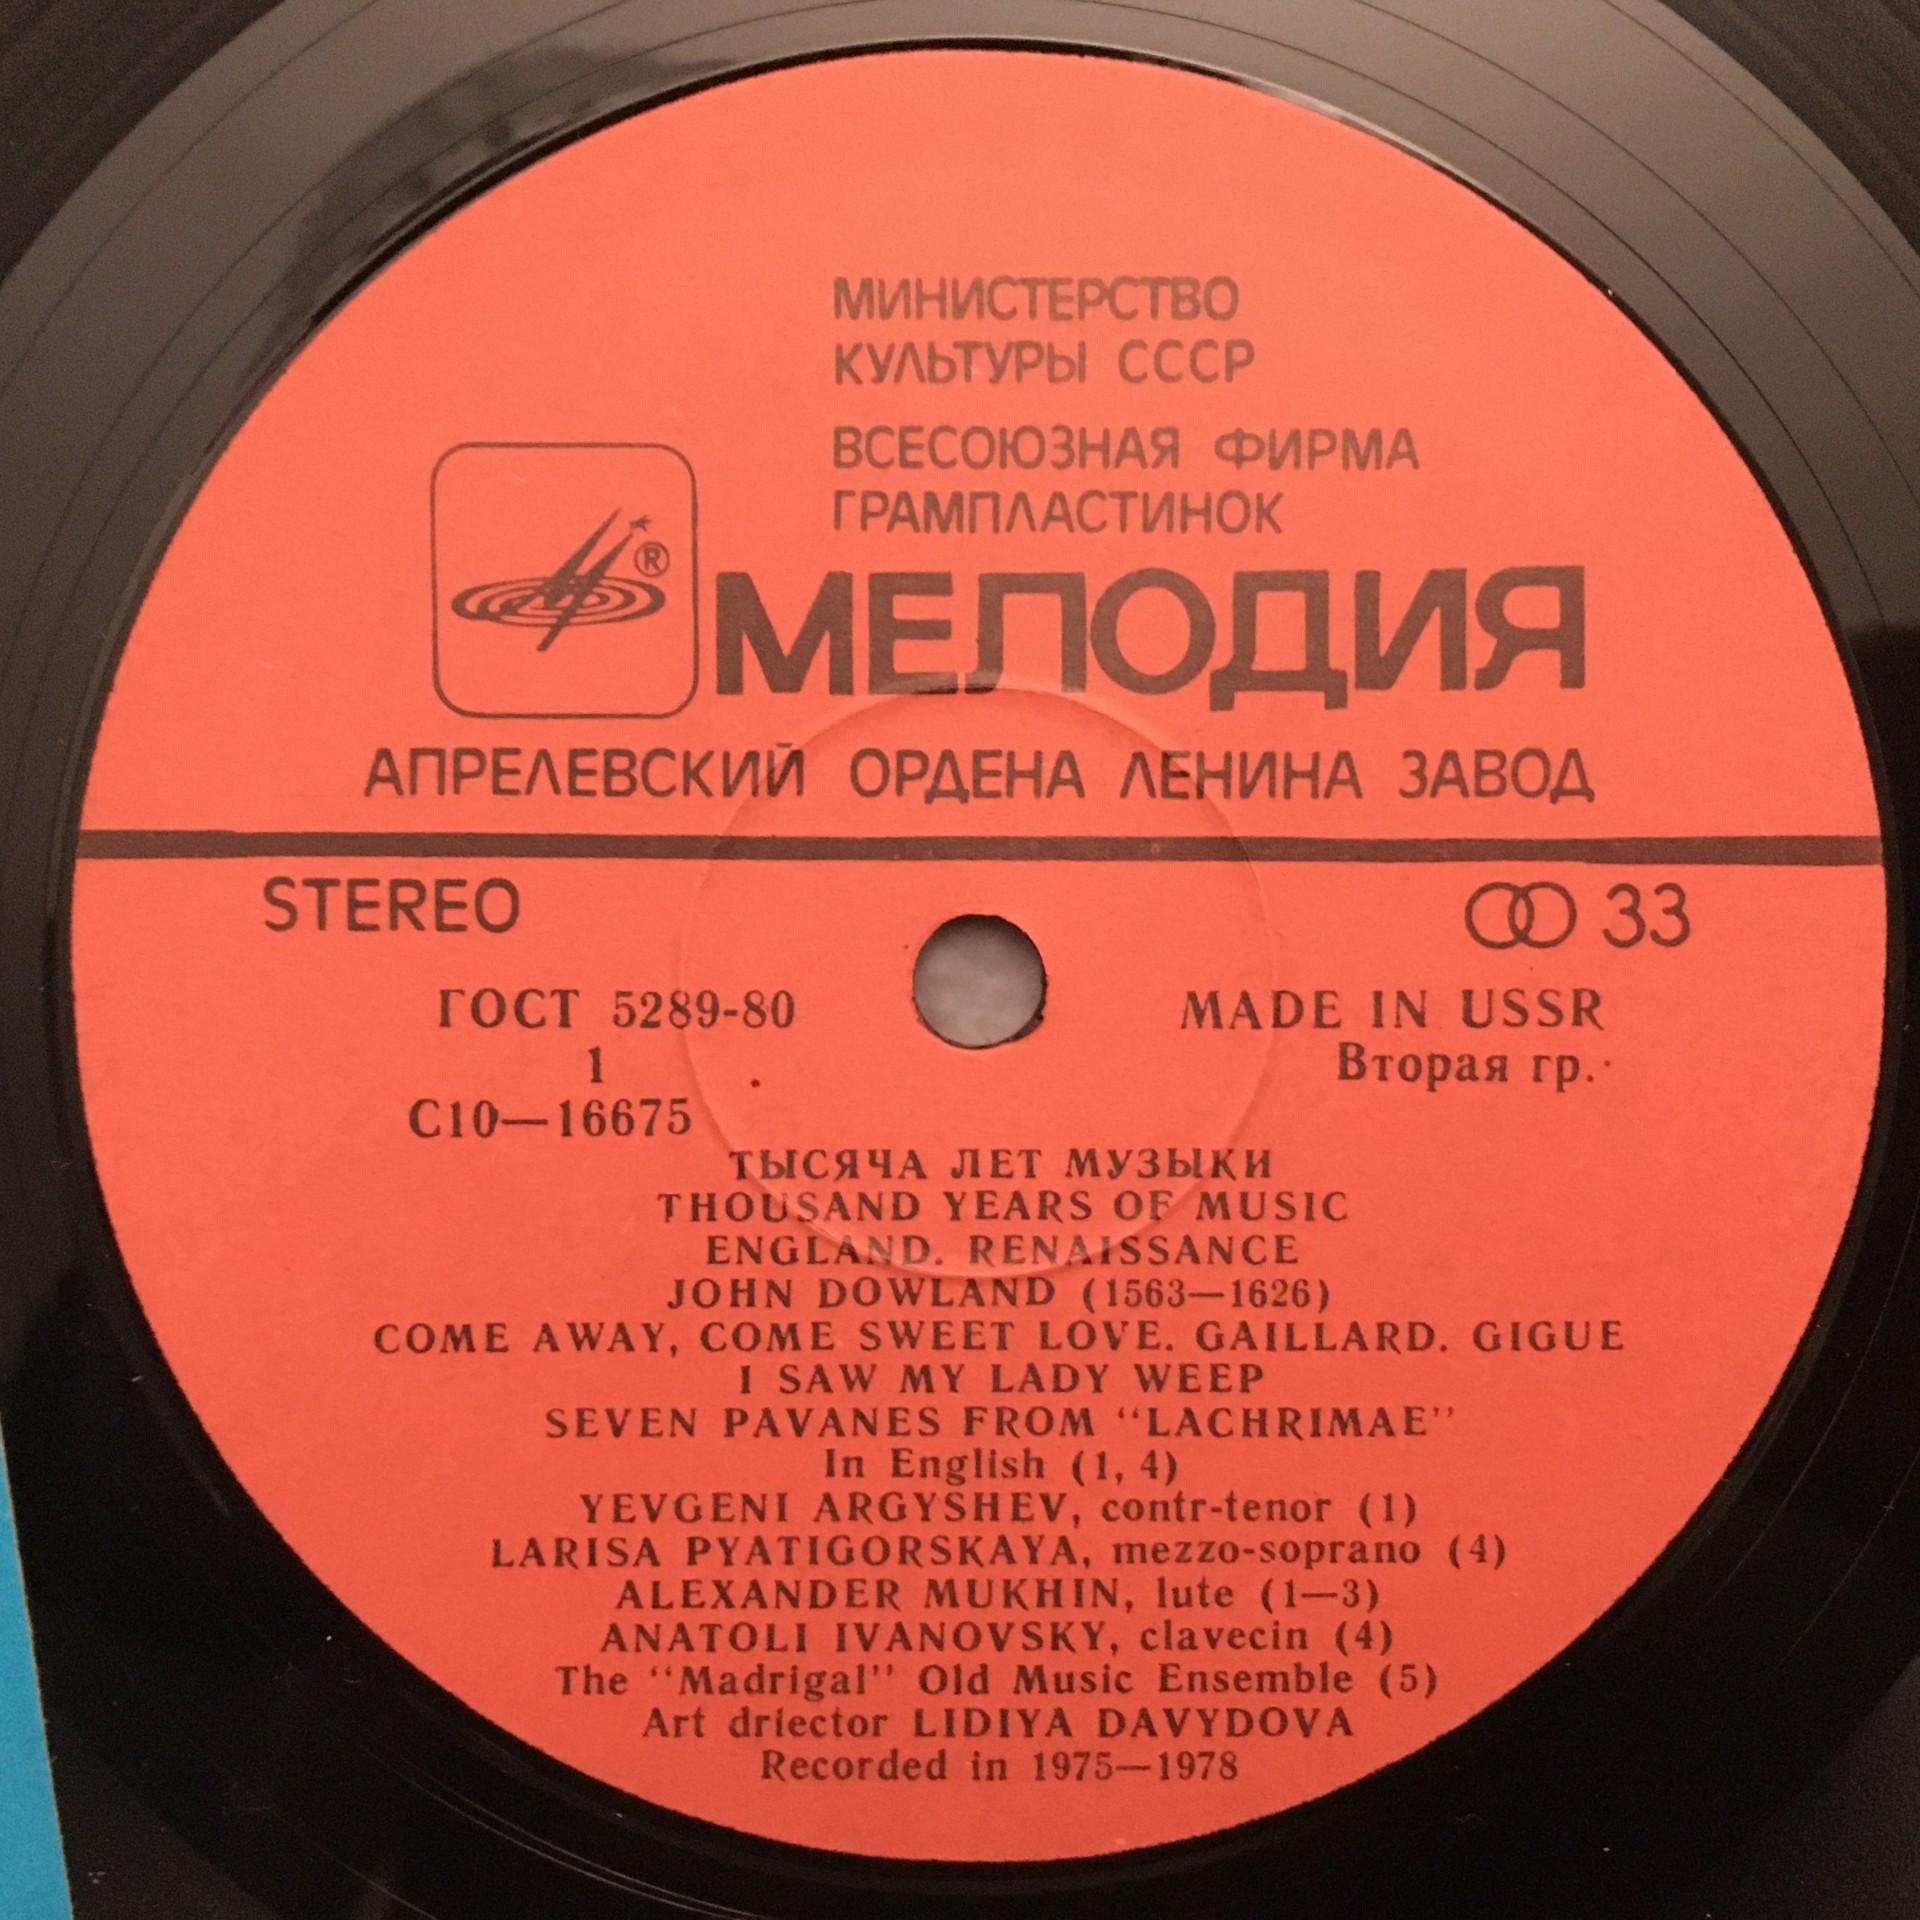 МИНИСТЕРСТВО
КУЛЬТУРЫ СССР
ВСЕСОЮЗНАЯ ФИРМА
ГРАМПЛАСТИНОК
®
МЕЛОДИЯ
АПРЕЛЕВСКИЙ ОРДЕНА ЛЕНИНА ЗАВОД
STEREO
33
ГОСТ 5289-80
MADE IN USSR
1
Вторая гр.
С10—16675
ТЫСЯЧА ЛЕТ МУЗЫКИ
THOUSAND YEARS OF MUSIC
ENGLAND. RENAISSANCE
JOHN DOWLAND (1563—1626)
COME AWAY, COME SWEET LOVE. GAILLARD. GIGUE
I SAW MY LADY WEEP
SEVEN PAVANES FROM “LACHRIMAE”
In English (1, 4)
YEVGENI ARGYSHEV, contr-tenor (1)
LARISA PYATIGORSKAYA, mezzo-soprano (4)
ALEXANDER MUKHIN, lute (1—3)
ANATOLI IVANOVSKY, clavecin (4)
The “Madrigal” Old Music Ensemble (5)
Art driector LIDIYA DAVYDOVA
Recorded in 1975—1978